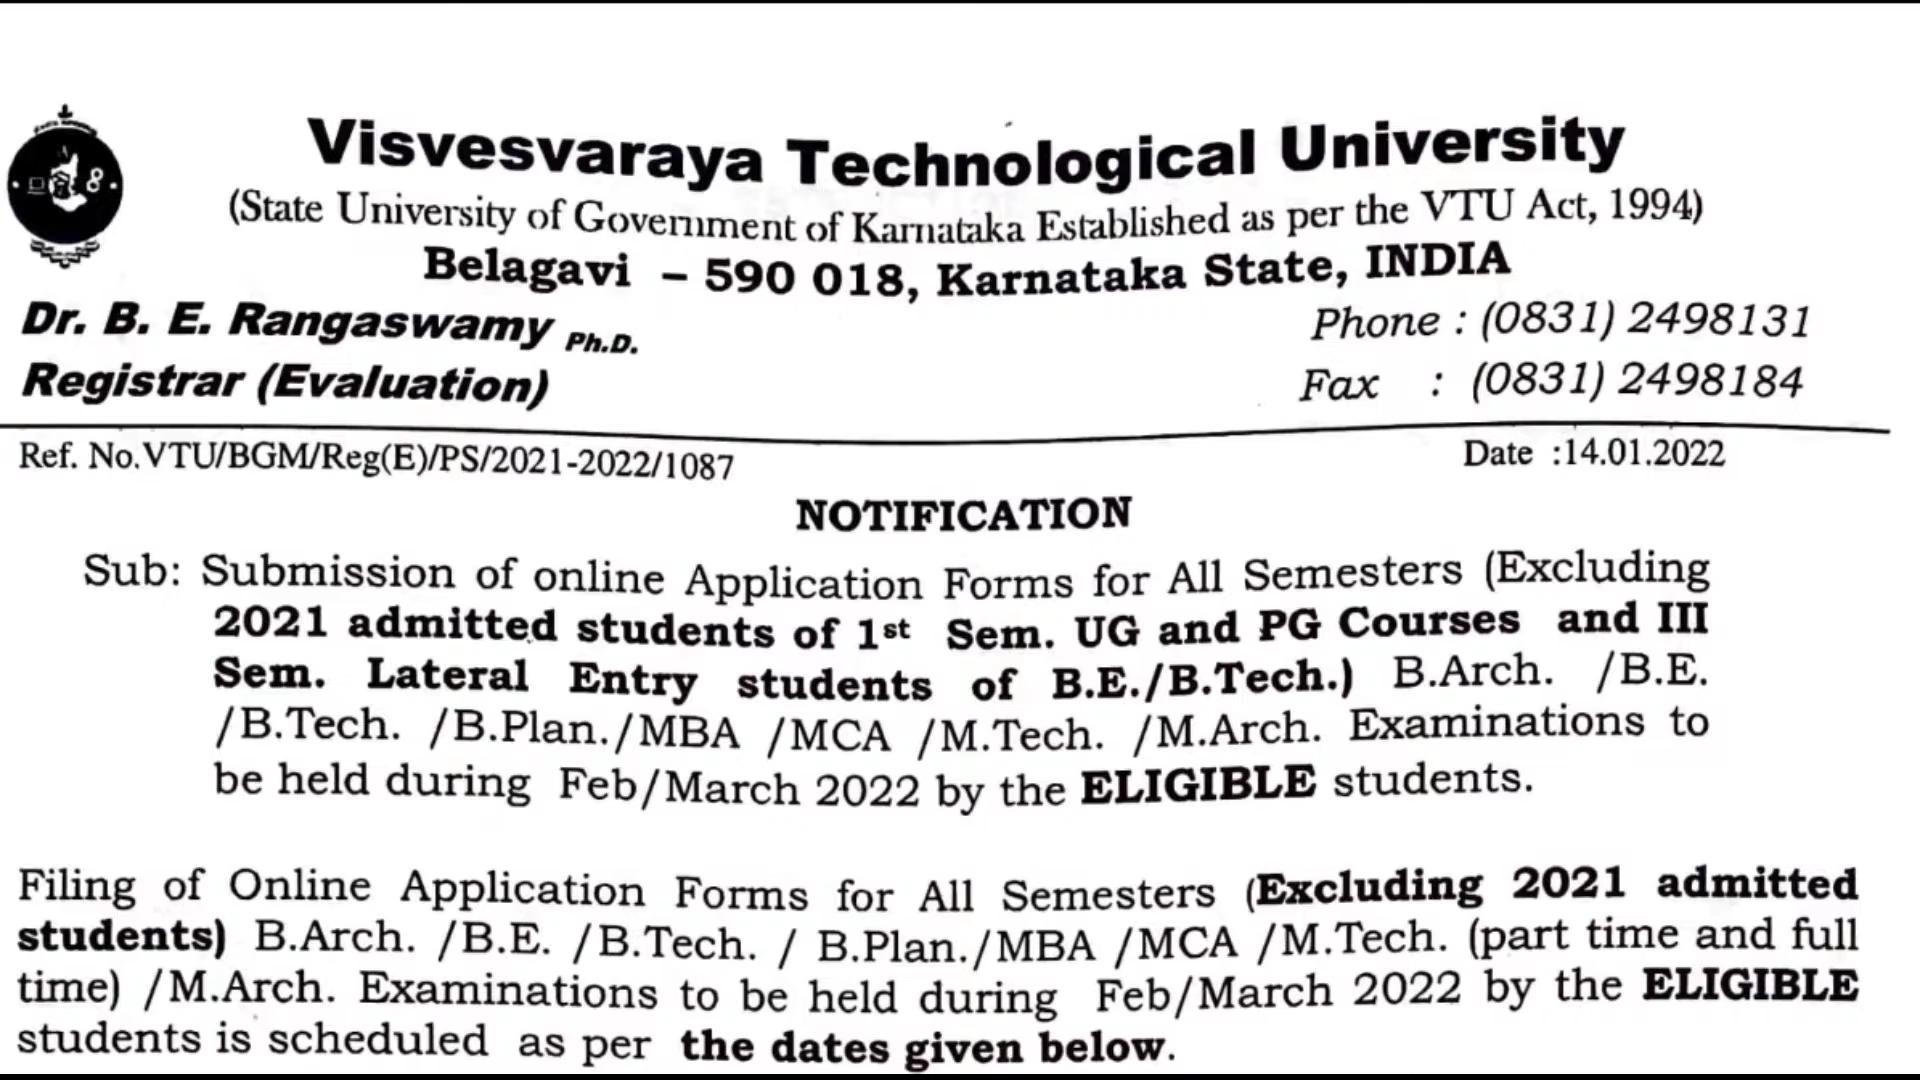 Visvesvaraya Technological University
(State University of Government of Karnataka Established as per the VTU Act, 1994)
Belagavi – 590 018, Karnataka State, INDIA
Dr. B. E. Rangaswamy Ph.D.
Phone : (0831) 2498131
Registrar (Evaluation)
Fax : (0831) 2498184
Ref. No.VTU/BGM/Reg(E)/PS/2021-2022/1087
Date :14.01.2022
NOTIFICATION
Sub: Submission of online Application Forms for All Semesters (Excluding
2021 admitted students of 1st Sem. UG and PG Courses and III
Sem. Lateral Entry students of B.E./B.Tech.) B.Arch. /B.E.
/B.Tech. /B.Plan./MBA /MCA /M.Tech. /M.Arch. Examinations to
be held during Feb/March 2022 by the ELIGIBLE students.
Filing of Online Application Forms for All Semesters (Excluding 2021 admitted
students) B.Arch. /B.E. /B.Tech. / B.Plan./MBA /MCA /M.Tech. (part time and full
time) /M.Arch. Examinations to be held during Feb/March 2022 by the ELIGIBLE
students is scheduled as per the dates given below.